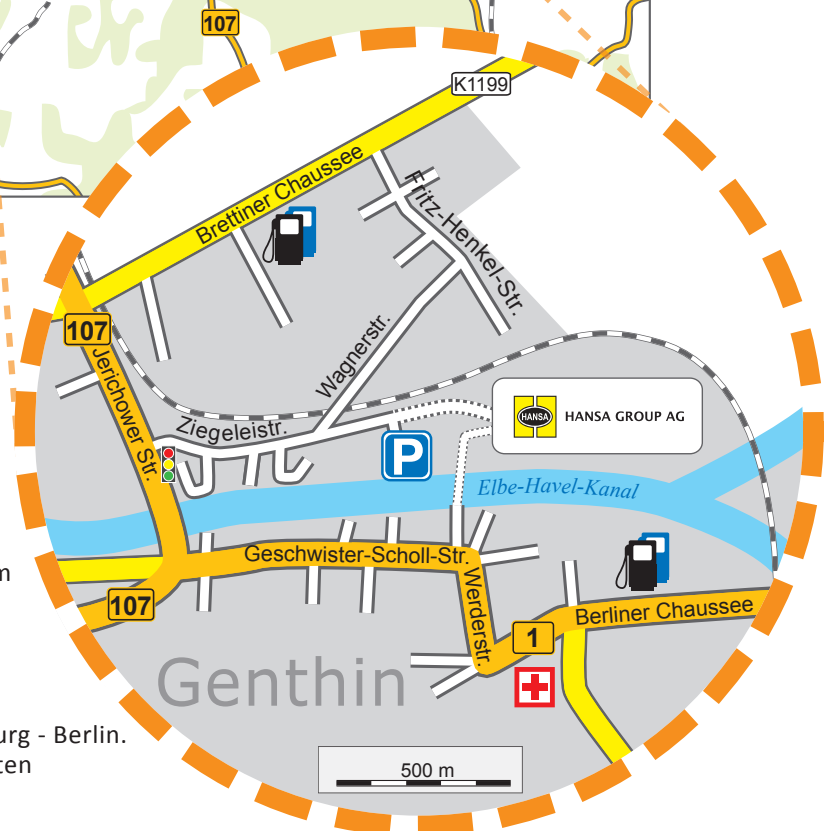 107
K1199
Brettiner Chaussee
Fritz-Henkel-Str.
107
Jerichower Str.
Wagnerstr.
Ziegeleistr.
HANSA
HANSA GROUP AG
P
Elbe-Havel-Kanal
Geschwister-Scholl-Str.
m
107
Werderstr.
Berliner Chaussee
1
Genthin
urg - Berlin.
ten
500 m